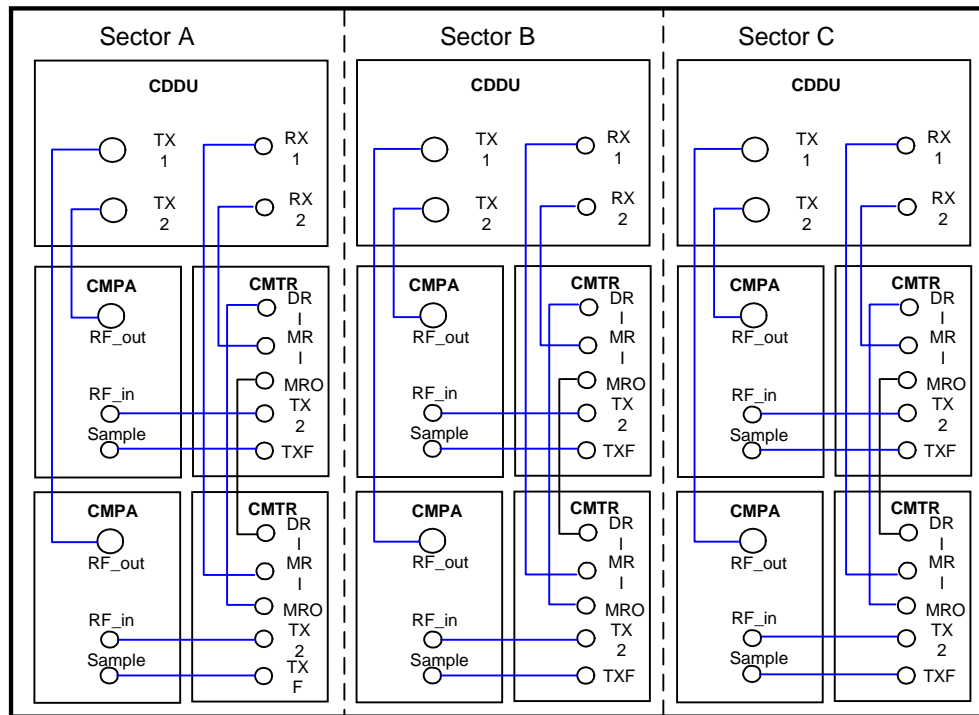 Sector A
Sector B
Sector C
CDDU
TX
1
RX
1
TX
2
RX
2
CDDU
TX
1
RX
1
TX
2
RX
2
CDDU
TX
1
RX
1
TX
2
RX
2
CMPA
RF_out
RF_in
Sample
CMTR
DR
I
MR
I
MRO
TX
2
TXF
CMPA
RF_out
RF_in
Sample
CMTR
DR
I
MR
I
MRO
TX
2
TXF
CMPA
RF_out
RF_in
Sample
CMTR
DR
I
MR
I
MRO
TX
2
TXF
CMPA
RF_out
RF_in
Sample
CMTR
DR
I
MR
I
MRO
TX
2
TX
F
CMPA
RF_out
RF_in
Sample
CMTR
DR
I
MR
I
MRO
TX
2
TXF
CMPA
RF_out
RF_in
Sample
CMTR
DR
I
MR
I
MRO
TX
2
TXF